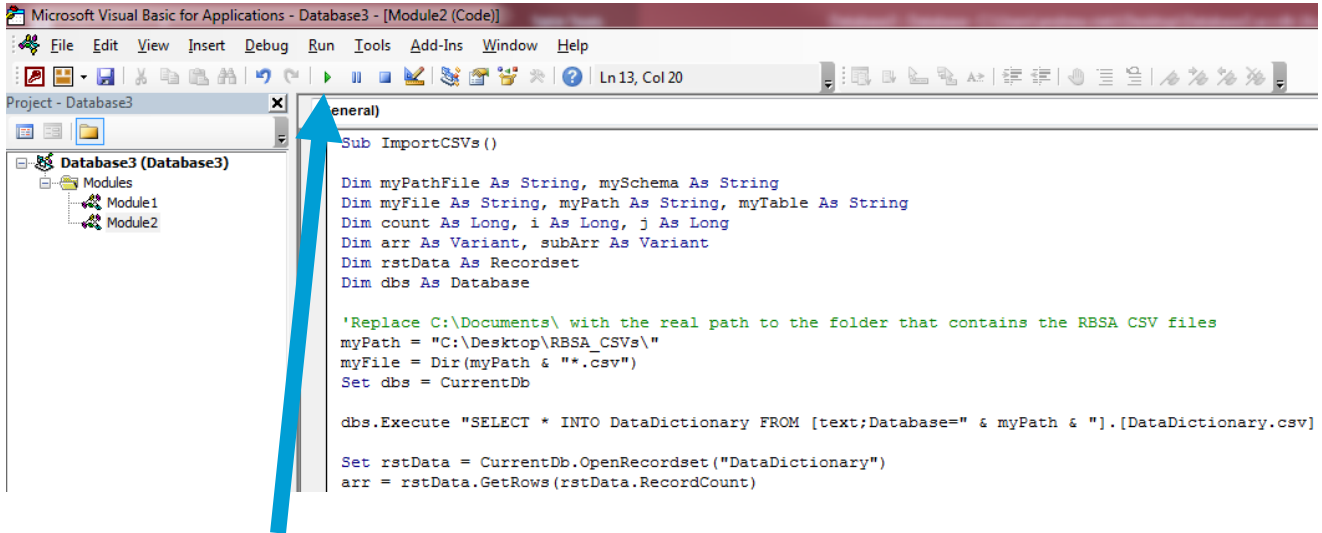 Microsoft Visual Basic for Applications - Database3 - [Module2 (Code)]
File Edit View Insert Debug Run Tools Add-Ins Window Help
Ln 13, Col 20
Project - Database3
eneral)
Database3 (Database3)
Modules
Module1
Module2
Sub ImportCSVs()
Dim myPathFile As String, mySchema As String
Dim myFile As String, myPath As String, myTable As String
Dim count As Long, i As Long, j As Long
Dim arr As Variant, subArr As Variant
Dim rstData As Recordset
Dim dbs As Database
'Replace C:\Documents\ with the real path to the folder that contains the RBSA CSV files
myPath = "C:\Desktop\RBSA_CSVs\"
myFile = Dir(myPath & "*.csv")
Set dbs = CurrentDb
dbs.Execute "SELECT * INTO DataDictionary FROM [text;Database=" & myPath & "].[DataDictionary.csv]
Set rstData = CurrentDb.OpenRecordset("DataDictionary")
arr = rstData.GetRows(rstData.RecordCount)